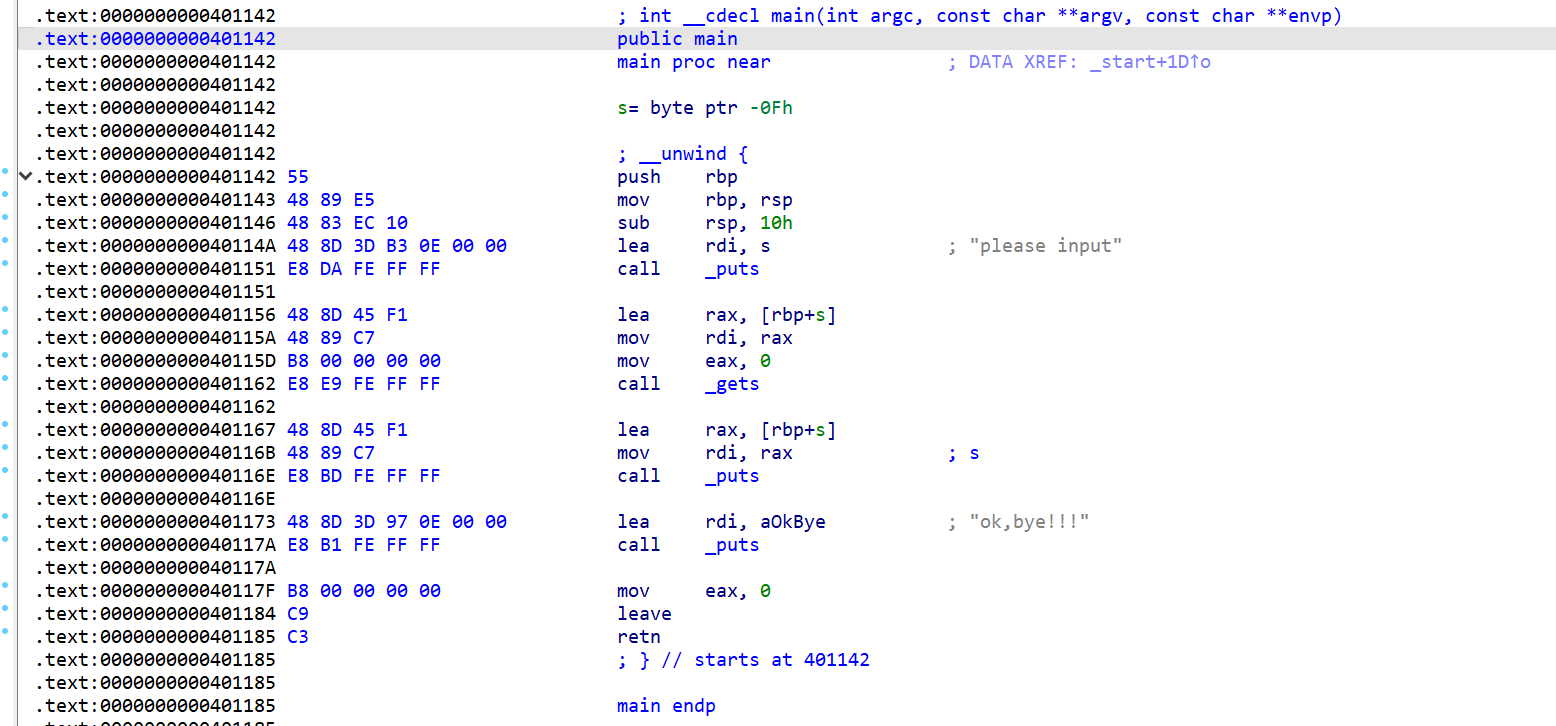 .text:0000000000401142 ; int __cdecl main(int argc, const char **argv, const char **envp)
.text:0000000000401142 public main
.text:0000000000401142 main proc near ; DATA XREF: _start+1D↑o
.text:0000000000401142
.text:0000000000401142 s= byte ptr -0Fh
.text:0000000000401142
.text:0000000000401142 ; __unwind {
.text:0000000000401142 55 push rbp
.text:0000000000401143 48 89 E5 mov rbp, rsp
.text:0000000000401146 48 83 EC 10 sub rsp, 10h
.text:000000000040114A 48 8D 3D B3 0E 00 00 lea rdi, s ; "please input"
.text:0000000000401151 E8 DA FE FF FF call _puts
.text:0000000000401151
.text:0000000000401156 48 8D 45 F1 lea rax, [rbp+s]
.text:000000000040115A 48 89 C7 mov rdi, rax
.text:000000000040115D B8 00 00 00 00 mov eax, 0
.text:0000000000401162 E8 E9 FE FF FF call _gets
.text:0000000000401162
.text:0000000000401167 48 8D 45 F1 lea rax, [rbp+s]
.text:000000000040116B 48 89 C7 mov rdi, rax ; s
.text:000000000040116E E8 BD FE FF FF call _puts
.text:000000000040116E
.text:0000000000401173 48 8D 3D 97 0E 00 00 lea rdi, aOkBye ; "ok,bye!!!"
.text:000000000040117A E8 B1 FE FF FF call _puts
.text:000000000040117A
.text:000000000040117F B8 00 00 00 00 mov eax, 0
.text:0000000000401184 C9 leave
.text:0000000000401185 C3 retn
.text:0000000000401185 ; } // starts at 401142
.text:0000000000401185
.text:0000000000401185 main endp
.text:0000000000401185